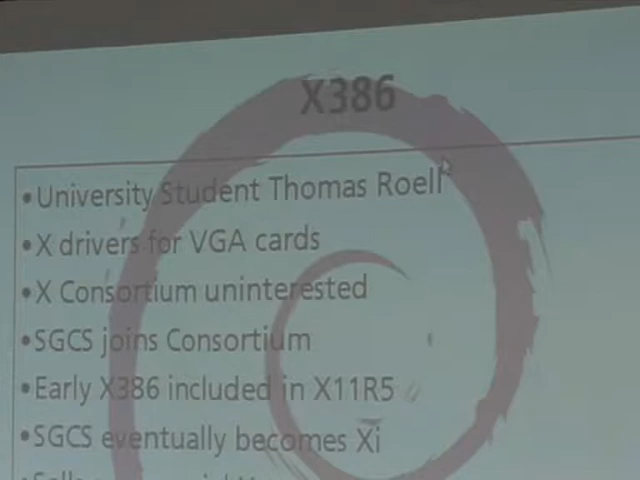 X386
•University Student Thomas Roell
•X drivers for VGA cards
•X Consortium uninterested
•SGCS joins Consortium
•Early X386 included in X11R5
•SGCS eventually becomes Xi